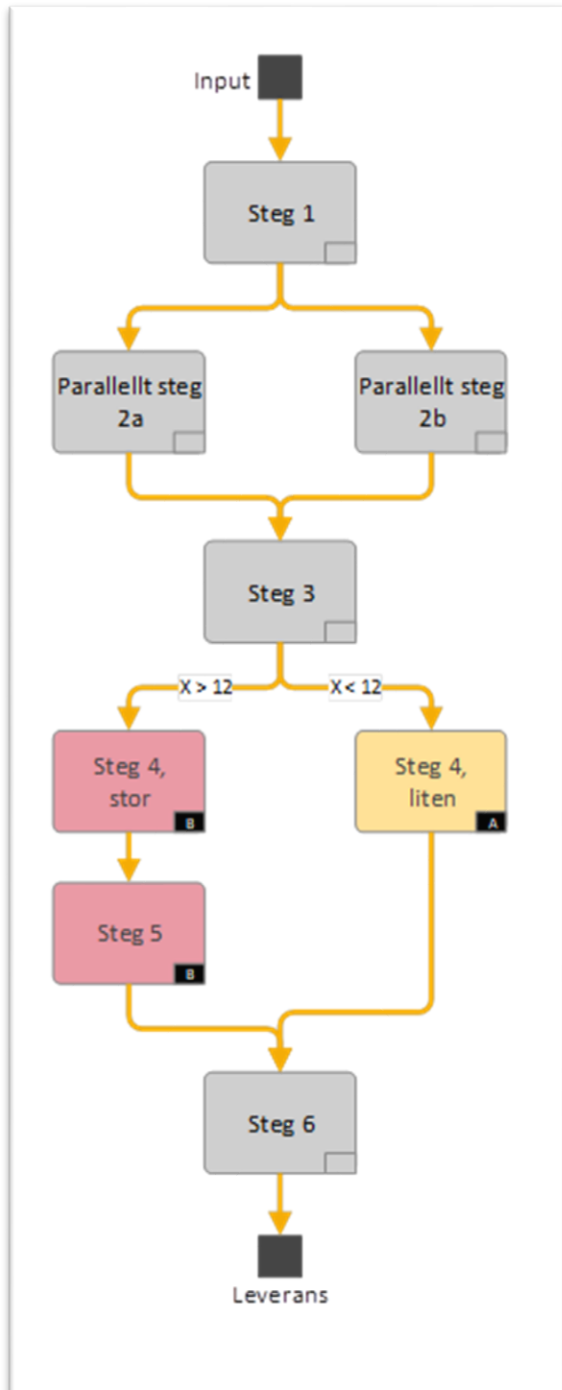 Input
Steg 1
Parallellt steg
2a
Parallellt steg
2b
Steg 3
X > 12
X < 12
Steg 4,
stor
B
Steg 4,
liten
A
Steg 5
B
Steg 6
Leverans